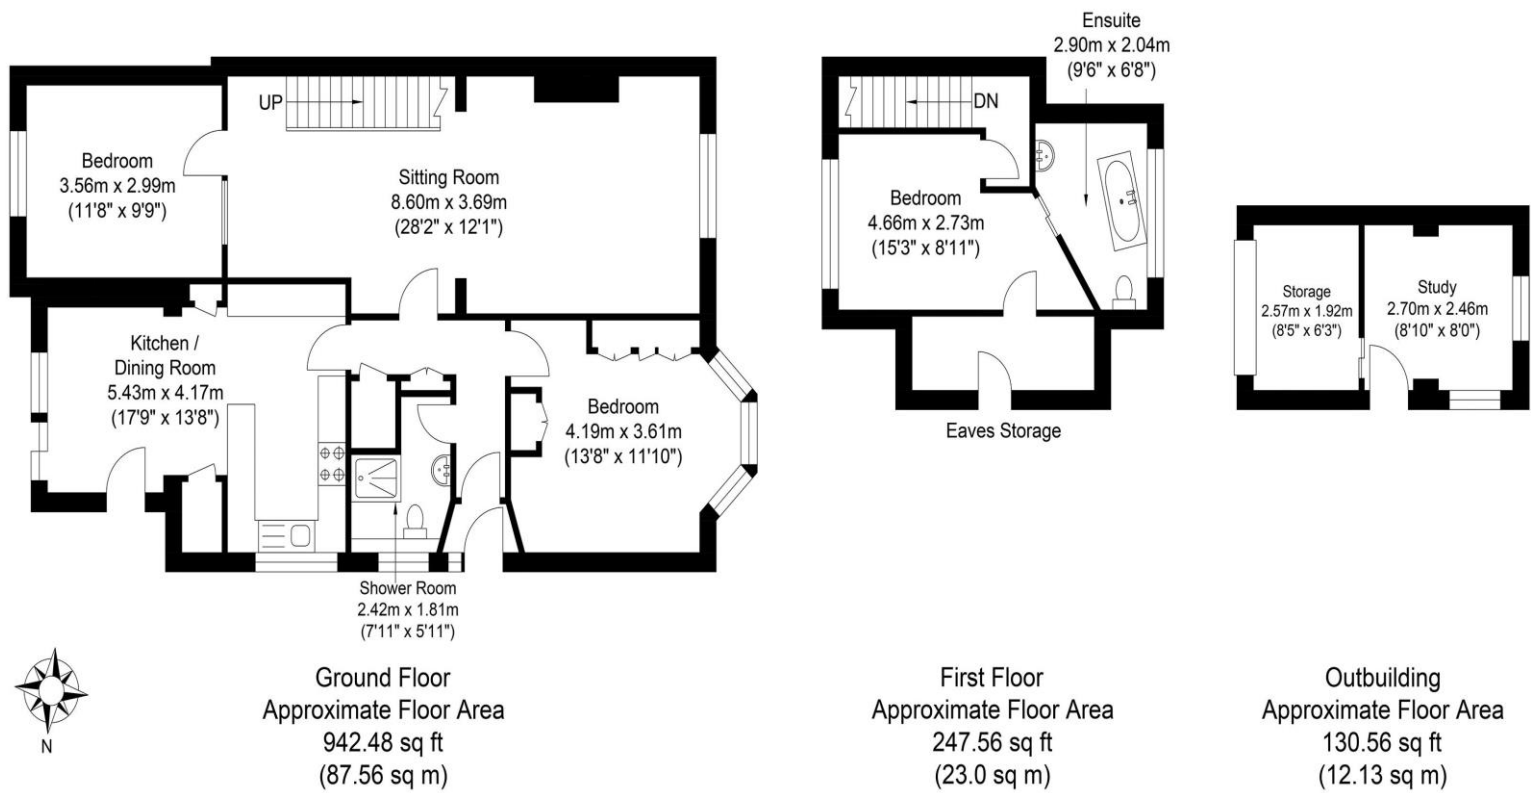 Ensuite
2.90m x 2.04m
(9'6" x 6'8")
UP
DN
Bedroom
3.56m x 2.99m
(11'8" x 9'9")
Sitting Room
8.60m x 3.69m
(28'2" x 12'1")
Bedroom
4.66m x 2.73m
(15'3" x 8'11")
Storage
2.57m x 1.92m
(8'5" x 6'3")
Study
2.70m x 2.46m
(8'10" x 8'0")
Kitchen /
Dining Room
5.43m x 4.17m
(17'9" x 13'8")
Bedroom
4.19m x 3.61m
(13'8" x 11'10")
Eaves Storage
Shower Room
2.42m x 1.81m
(7'11" x 5'11")
N
Ground Floor
Approximate Floor Area
942.48 sq ft
(87.56 sq m)
First Floor
Approximate Floor Area
247.56 sq ft
(23.0 sq m)
Outbuilding
Approximate Floor Area
130.56 sq ft
(12.13 sq m)